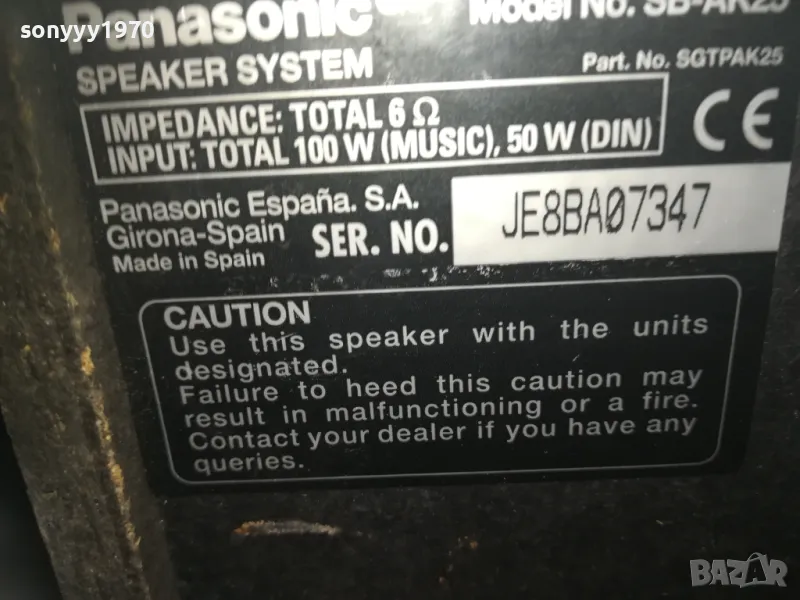 sonyyy1970
Panasonic Model No. SB-AK25
SPEAKER SYSTEM Part. No. SGTPAK25
IMPEDANCE: TOTAL 6 Ω
INPUT: TOTAL 100 W (MUSIC), 50 W (DIN)
CE
Panasonic España. S.A.
Girona-Spain
Made in Spain
SER. NO. JE8BA07347
CAUTION
Use this speaker with the units
designated.
Failure to heed this caution may
result in malfunctioning or a fire.
Contact your dealer if you have any
queries.
BAZAR